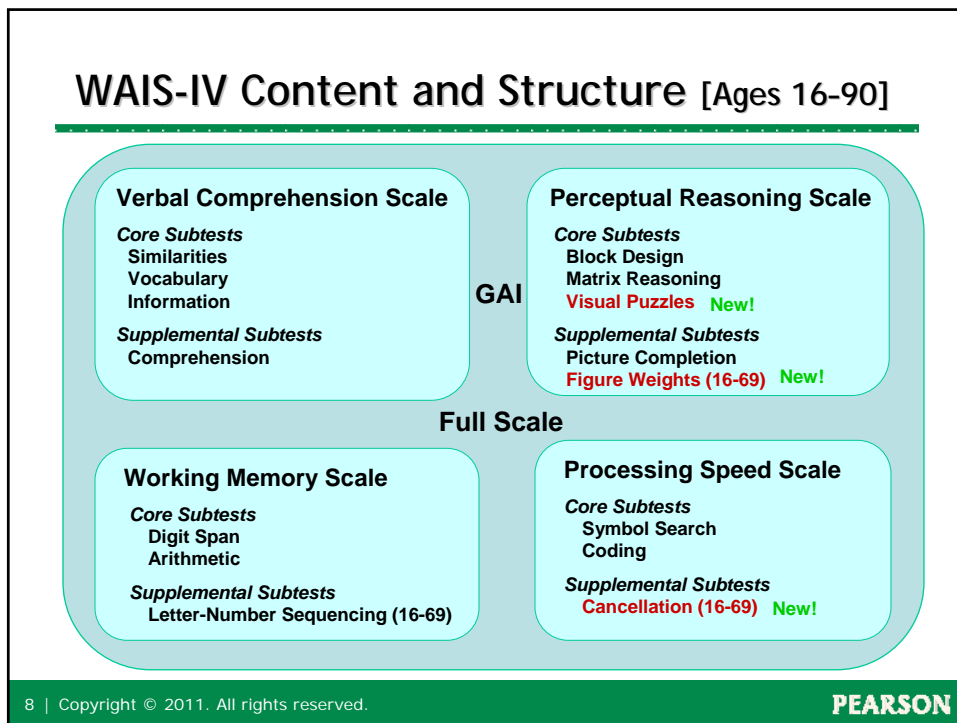 WAIS-IV Content and Structure [Ages 16-90]
Verbal Comprehension Scale
Core Subtests
Similarities
Vocabulary
Information
Supplemental Subtests
Comprehension
GAI
Perceptual Reasoning Scale
Core Subtests
Block Design
Matrix Reasoning
Visual Puzzles New!
Supplemental Subtests
Picture Completion
Figure Weights (16-69) New!
Full Scale
Working Memory Scale
Core Subtests
Digit Span
Arithmetic
Supplemental Subtests
Letter-Number Sequencing (16-69)
Processing Speed Scale
Core Subtests
Symbol Search
Coding
Supplemental Subtests
Cancellation (16-69) New!
8 | Copyright © 2011. All rights reserved.
PEARSON